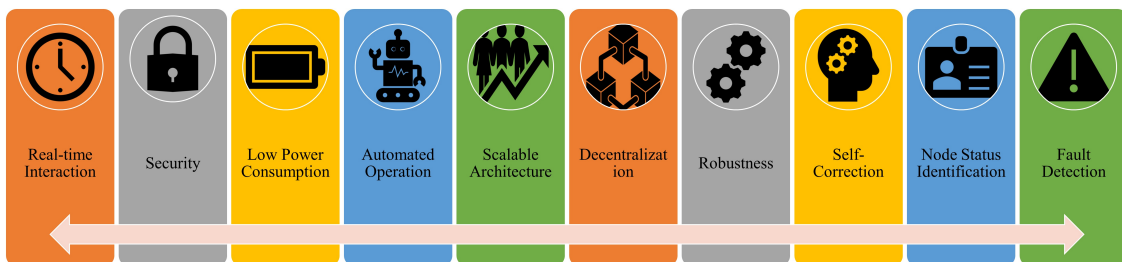 Real-time
Interaction
Security
Low Power
Consumption
Automated
Operation
Scalable
Architecture
Decentralizat
ion
Robustness
Self-
Correction
Node Status
Identification
Fault
Detection